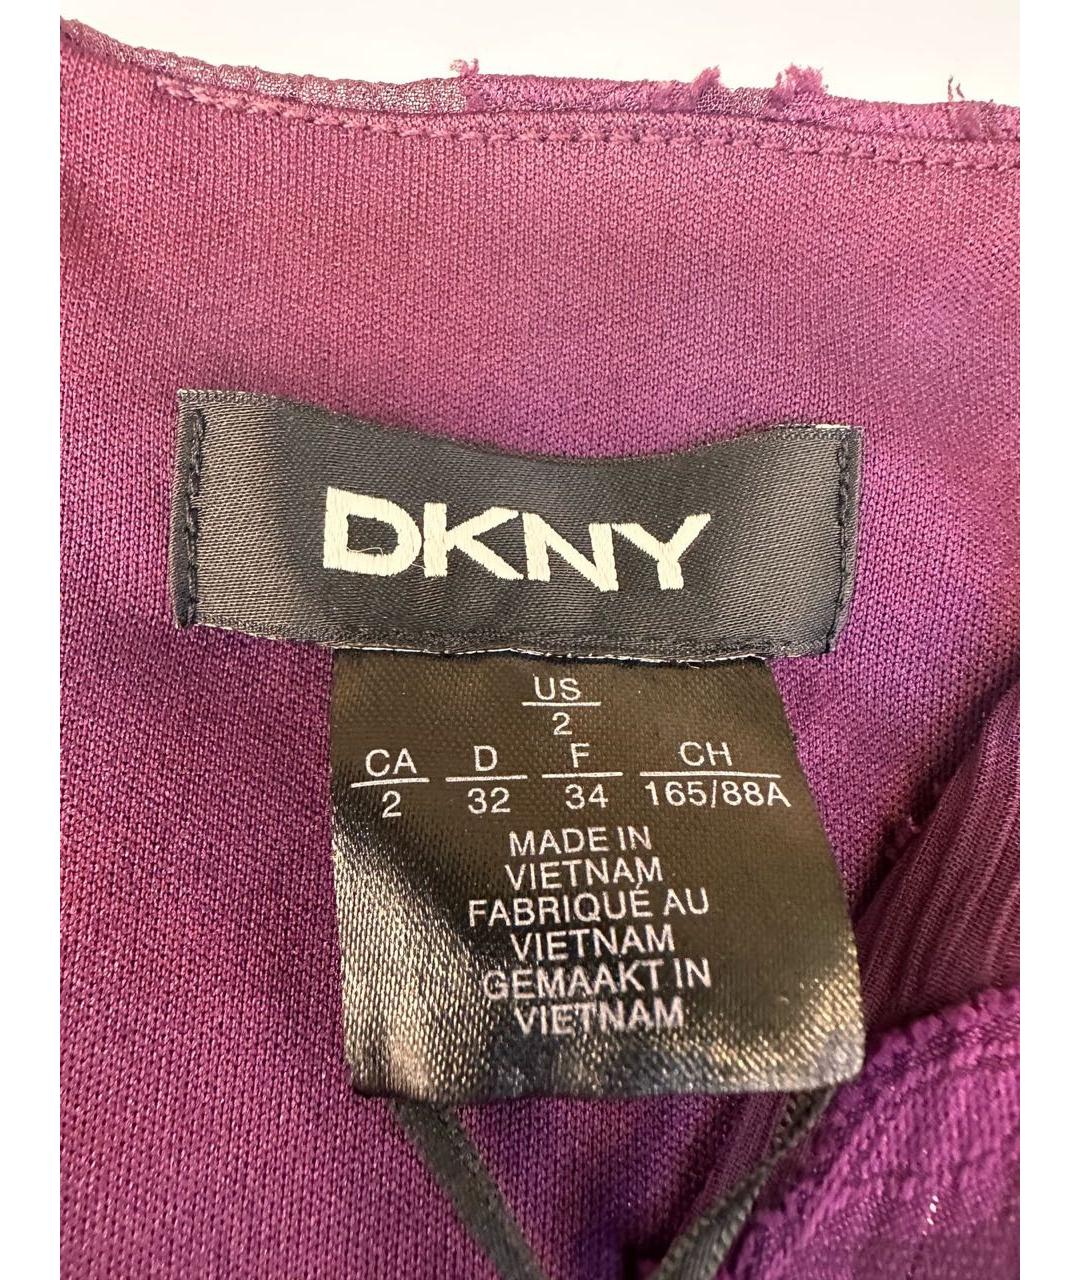 DKNY
US
2
CA D F CH
2 32 34 165/88A
MADE IN
VIETNAM
FABRIQUÉ AU
VIETNAM
GEMAAKT IN
VIETNAM